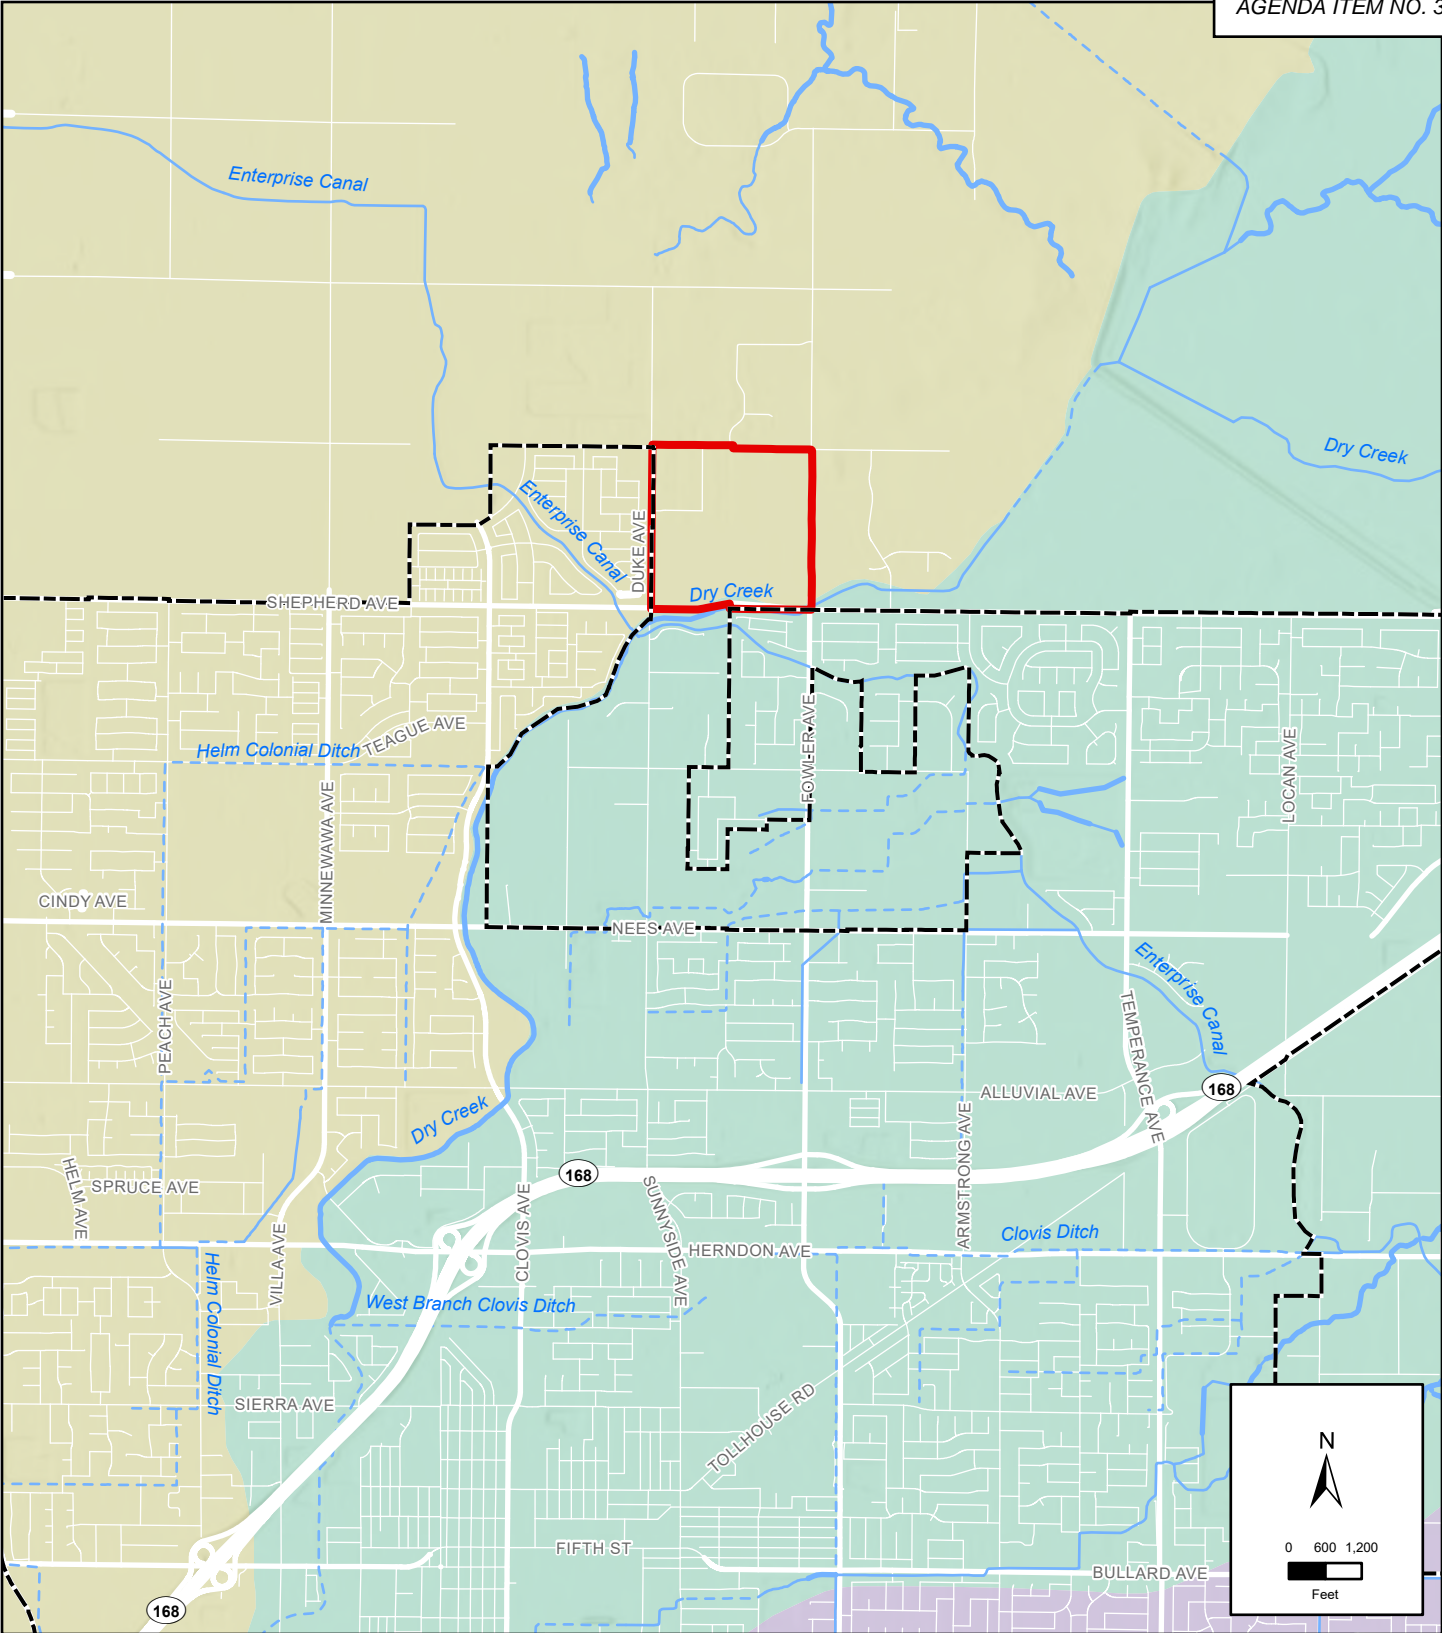 AGENDA ITEM NO. 3
Enterprise Canal
Dry Creek
Enterprise Canal
DUKE AVE
Dry Creek
SHEPHERD AVE
TEAGUE AVE
Helm Colonial Ditch
FOWLER AVE
LOCAN AVE
MINNEWAWA AVE
CINDY AVE
NEES AVE
Enterprise Canal
PEACH AVE
TEMPERANCE AVE
168
ALLUVIAL AVE
Dry Creek
ARMSTRONG AVE
168
HELM AVE
SPRUCE AVE
SUNNYSIDE AVE
CLOVIS AVE
VILLA AVE
Clovis Ditch
HERNDON AVE
Helm Colonial Ditch
West Branch Clovis Ditch
SIERRA AVE
TOLLHOUSE RD
N
FIFTH ST
0 600 1,200
Feet
BULLARD AVE
168